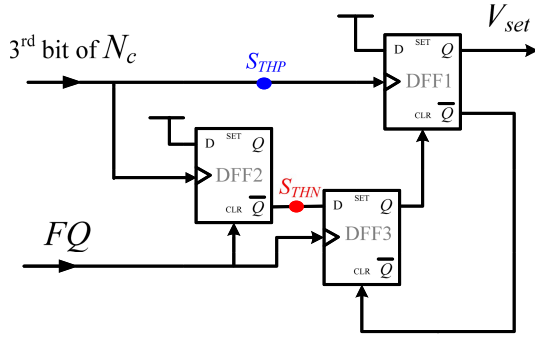 V_set
3rd bit of N_c
S_THP
D SET Q
DFF1
CLR Q
D SET Q
DFF2
CLR Q
S_THN
D SET Q
DFF3
CLR Q
FQ